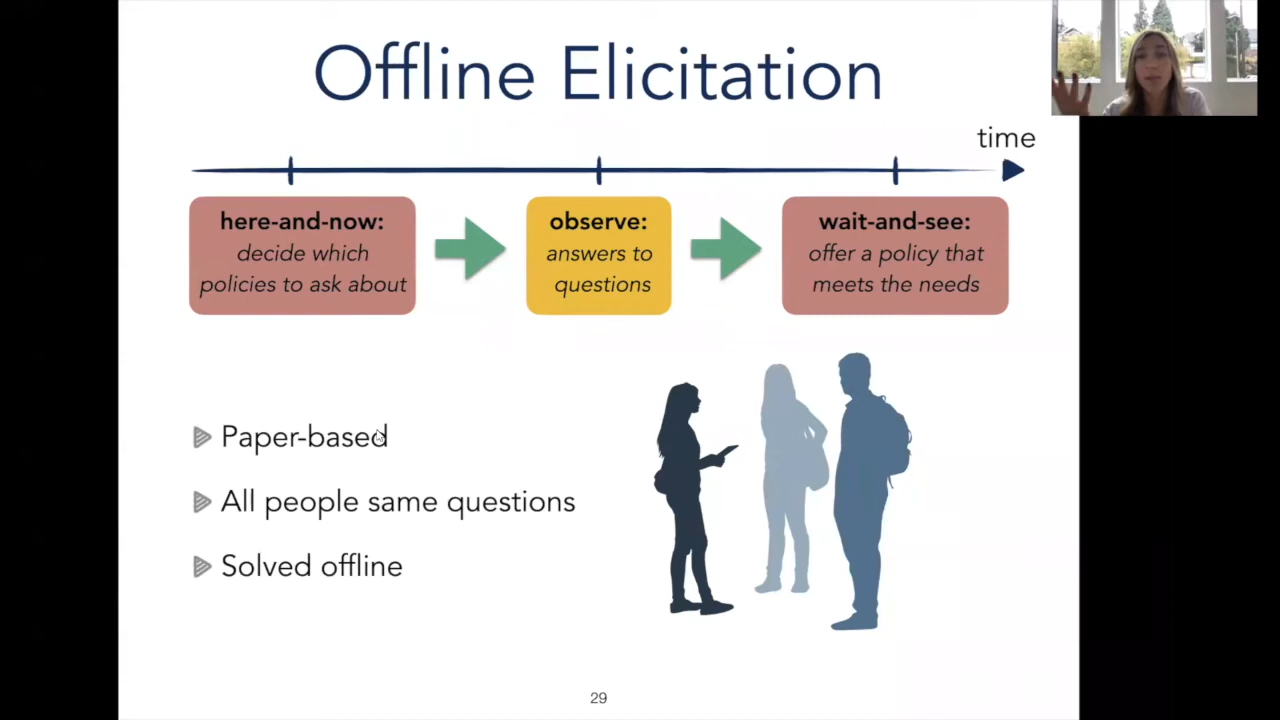 Offline Elicitation
time
here-and-now:
decide which
policies to ask about
observe:
answers to
questions
wait-and-see:
offer a policy that
meets the needs
Paper-based
All people same questions
Solved offline
29